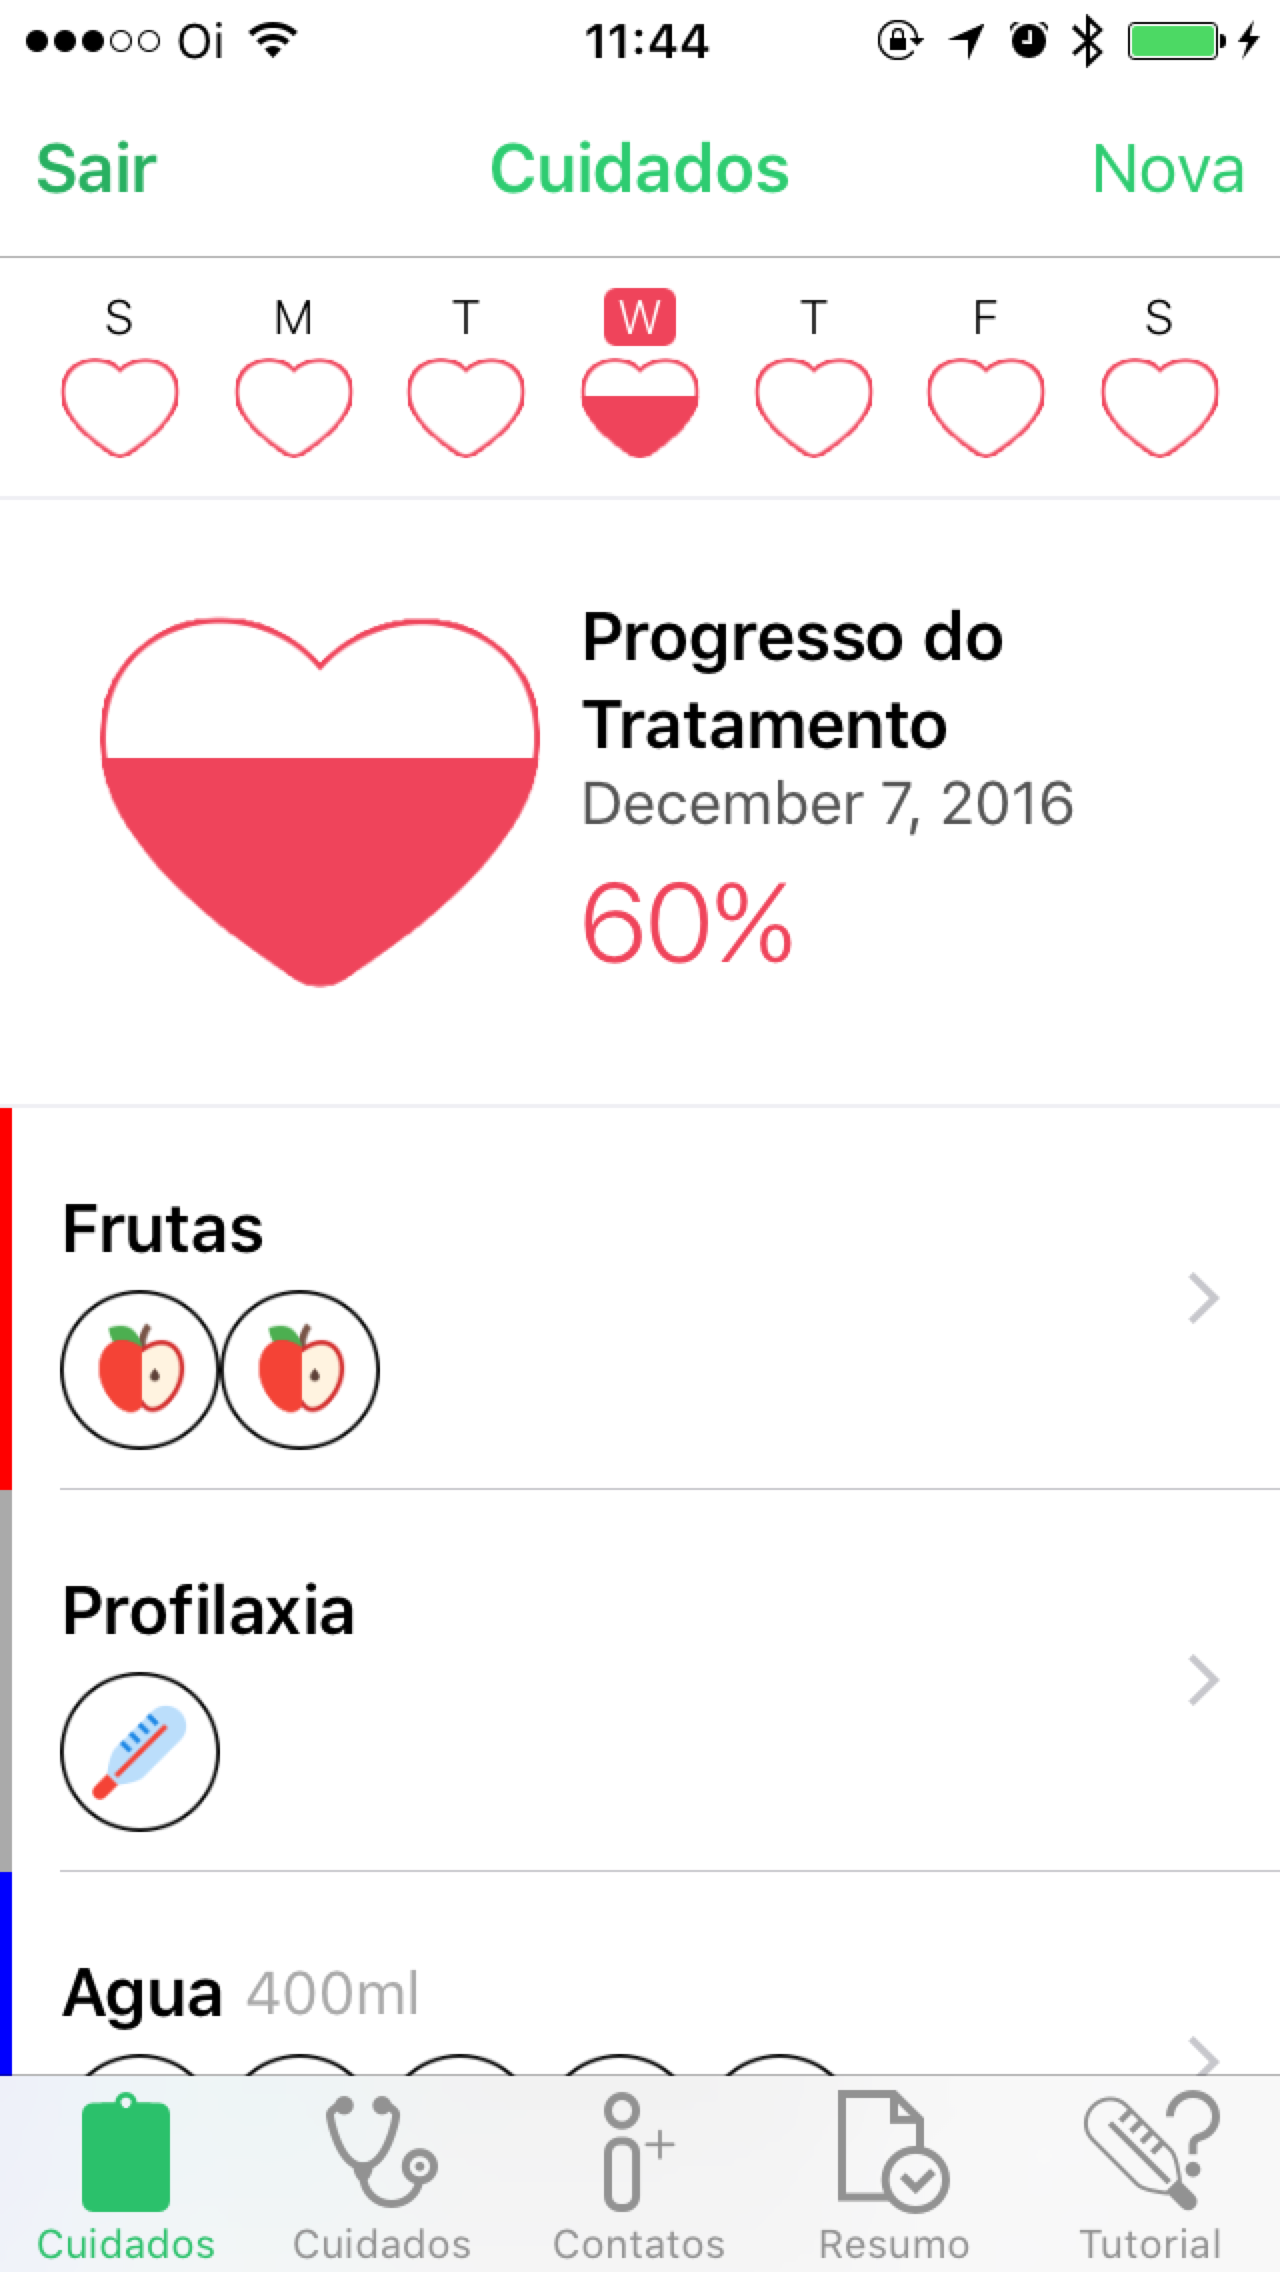 Oi 11:44
Sair Cuidados Nova
S M T W T F S
Progresso do
Tratamento
December 7, 2016
60%
Frutas
Profilaxia
Agua 400ml
Cuidados Cuidados Contatos Resumo Tutorial